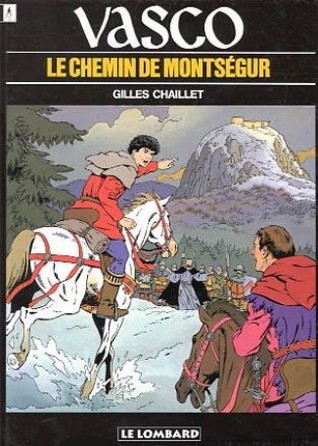 VASCO
LE CHEMIN DE MONTSÉGUR
GILLES CHAILLET
LE LOMBARD